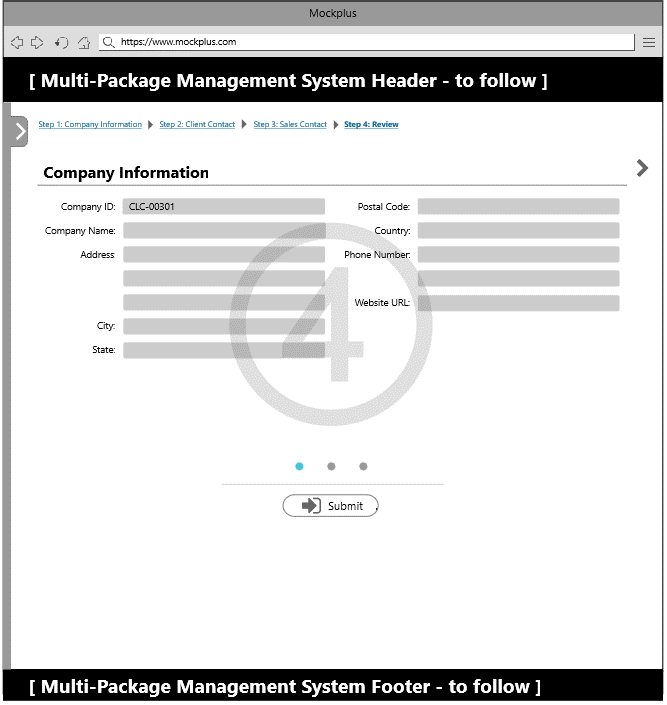 Mockplus
https://www.mockplus.com
[ Multi-Package Management System Header - to follow ]
Step 1: Company Information Step 2: Client Contact Step 3: Sales Contact Step 4: Review
Company Information
Company ID: CLC-00301
Company Name:
Address
City:
State:
Postal Code:
Country:
Phone Number:
Website URL:
4
Submit
[ Multi-Package Management System Footer - to follow ]